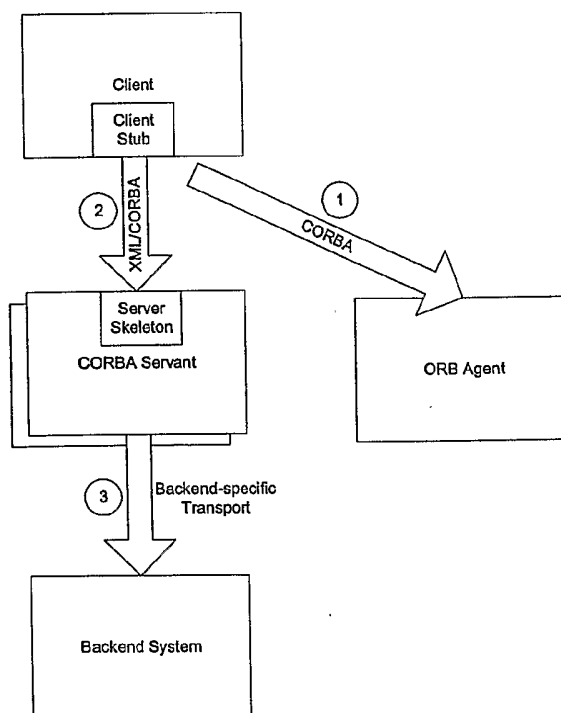 Client
Client
Stub
1
CORBA
2
XML/CORBA
Server
Skeleton
CORBA Servant
ORB Agent
3
Backend-specific
Transport
Backend System